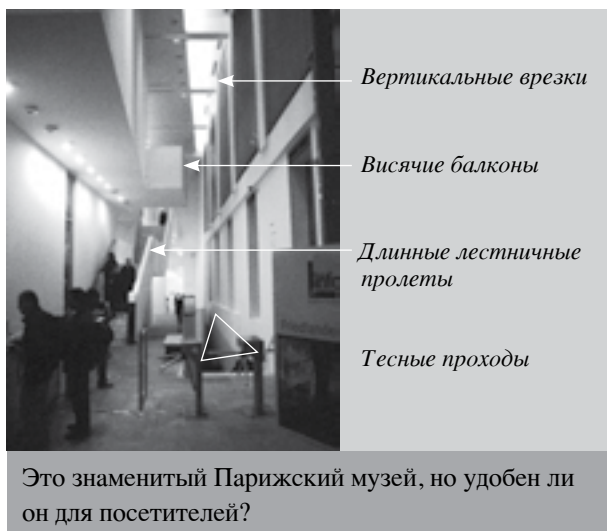 Вертикальные врезки
Висячие балконы
Длинные лестничные
пролеты
Тесные проходы
Это знаменитый Парижский музей, но удобен ли
он для посетителей?